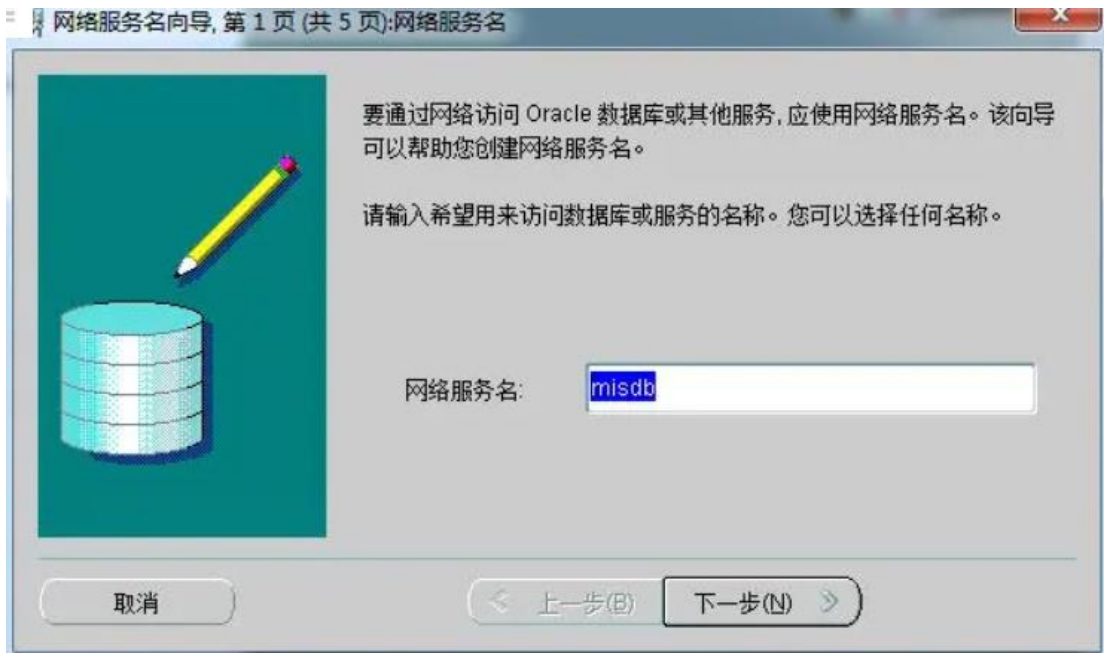 网络服务名向导, 第 1 页 (共 5 页):网络服务名
要通过网络访问 Oracle 数据库或其他服务, 应使用网络服务名。该向导
可以帮助您创建网络服务名。
请输入希望用来访问数据库或服务的名称。您可以选择任何名称。
网络服务名:
misdb
取消
上一步(B)
下一步(N)